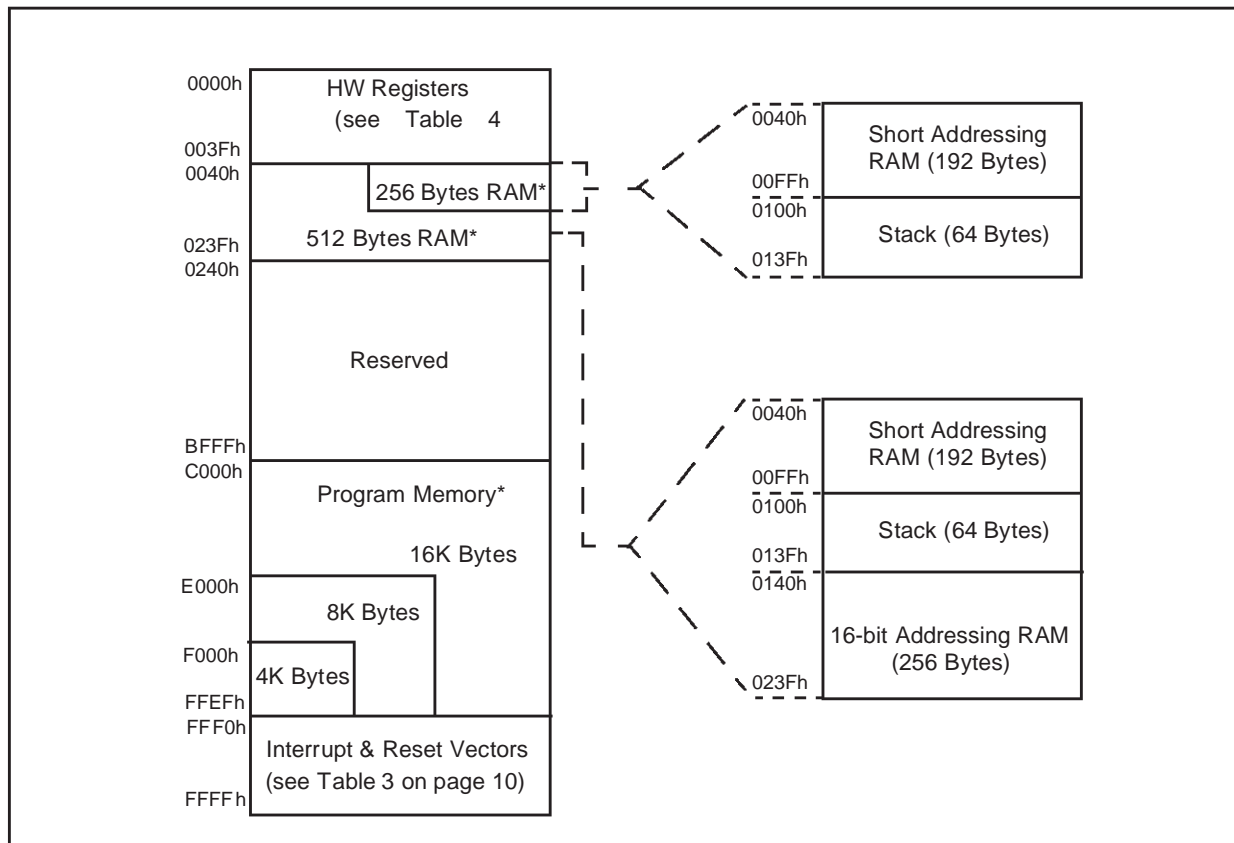 0000h
HW Registers
(see Table 4
003Fh
0040h
256 Bytes RAM*
512 Bytes RAM*
023Fh
0240h
Reserved
BFFFh
C000h
Program Memory*
16K Bytes
E000h
8K Bytes
F000h
4K Bytes
FFEFh
FFF0h
Interrupt & Reset Vectors
(see Table 3 on page 10)
FFFFh
0040h
Short Addressing
RAM (192 Bytes)
00FFh
0100h
Stack (64 Bytes)
013Fh
0040h
Short Addressing
RAM (192 Bytes)
00FFh
0100h
Stack (64 Bytes)
013Fh
0140h
16-bit Addressing RAM
(256 Bytes)
023Fh